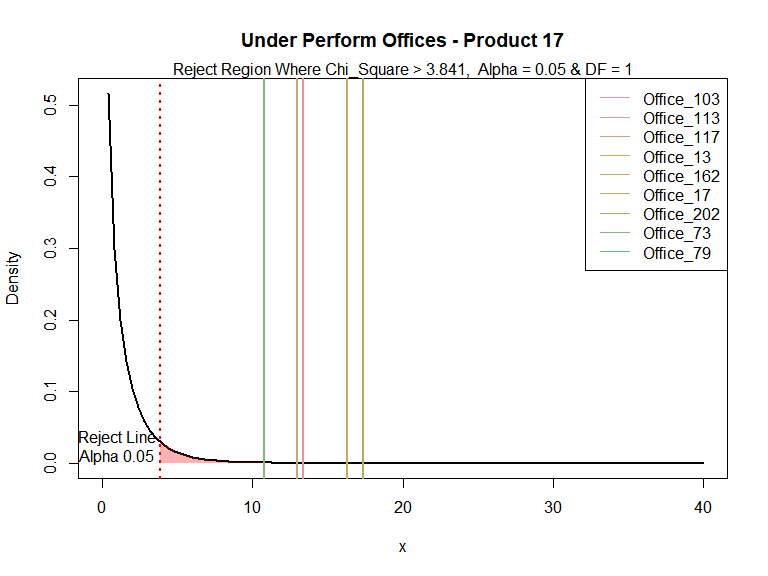 Under Perform Offices - Product 17
Reject Region Where Chi_Square > 3.841,  Alpha = 0.05 & DF = 1
Office_103
Office_113
Office_117
Office_13
Office_162
Office_17
Office_202
Office_73
Office_79
Density
0.5
0.4
0.3
0.2
0.1
0.0
Reject Line
Alpha 0.05
0
10
20
30
40
x